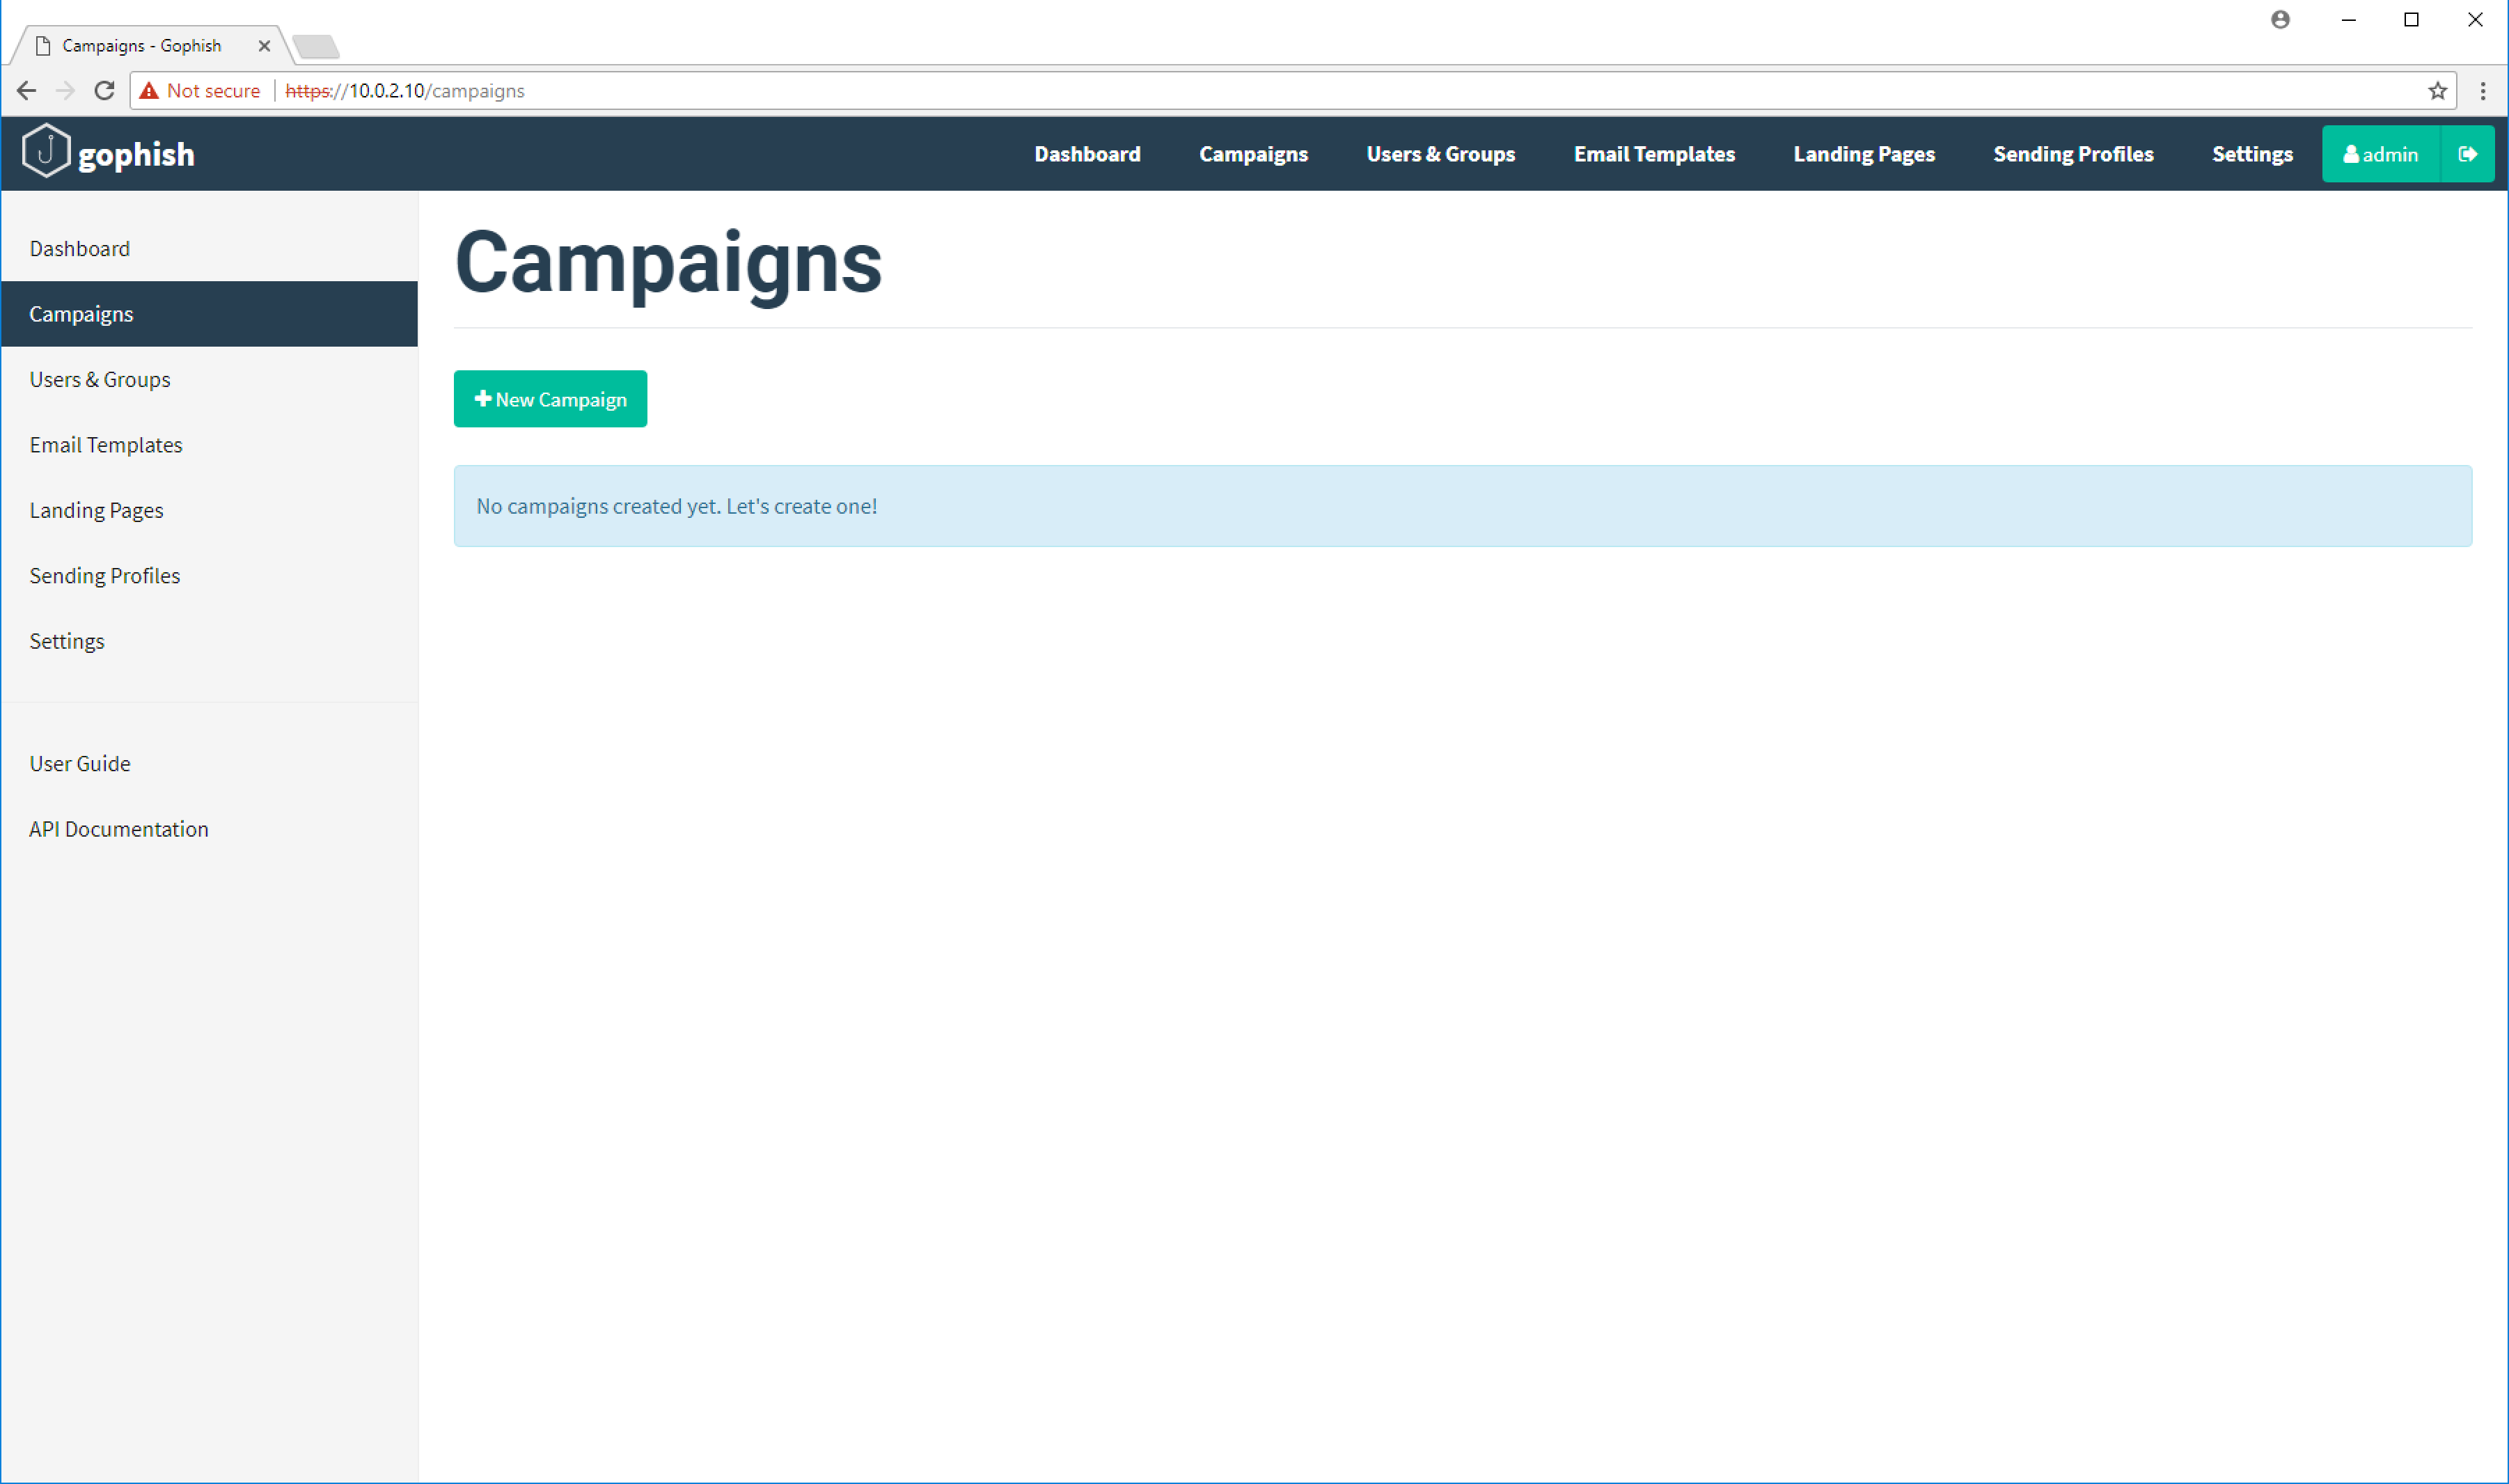 Campaigns - Gophish
Not secure https://10.0.2.10/campaigns
gophish Dashboard Campaigns Users & Groups Email Templates Landing Pages Sending Profiles Settings admin
Dashboard
Campaigns
Users & Groups
Email Templates
Landing Pages
Sending Profiles
Settings
User Guide
API Documentation
Campaigns
New Campaign
No campaigns created yet. Let's create one!